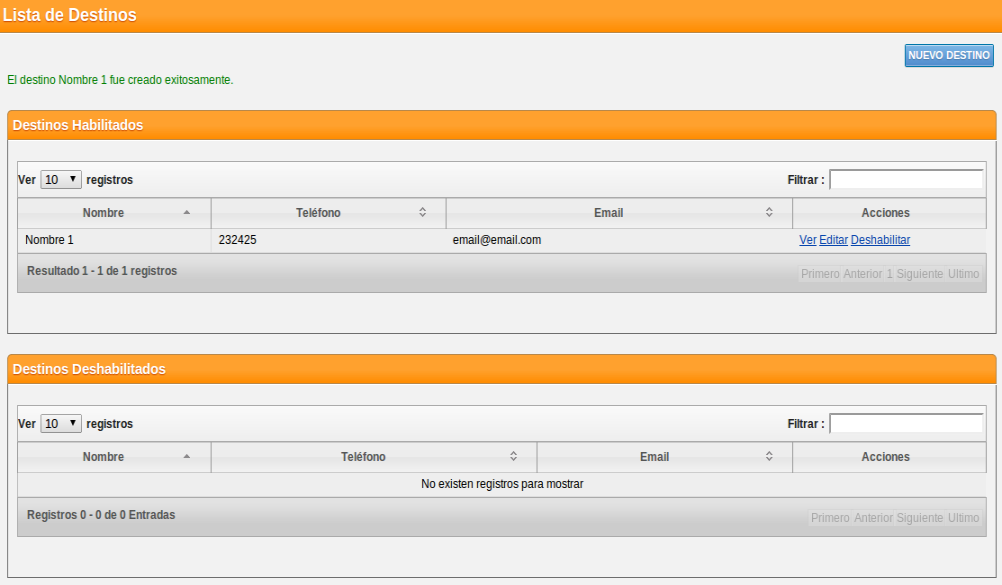 Lista de Destinos
NUEVO DESTINO
El destino Nombre 1 fue creado exitosamente.
Destinos Habilitados
Ver 10 registros Filtrar :
Nombre Teléfono Email Acciones
Nombre 1 232425 email@email.com Ver Editar Deshabilitar
Resultado 1 - 1 de 1 registros Primero Anterior 1 Siguiente Ultimo
Destinos Deshabilitados
Ver 10 registros Filtrar :
Nombre Teléfono Email Acciones
No existen registros para mostrar
Registros 0 - 0 de 0 Entradas Primero Anterior Siguiente Ultimo